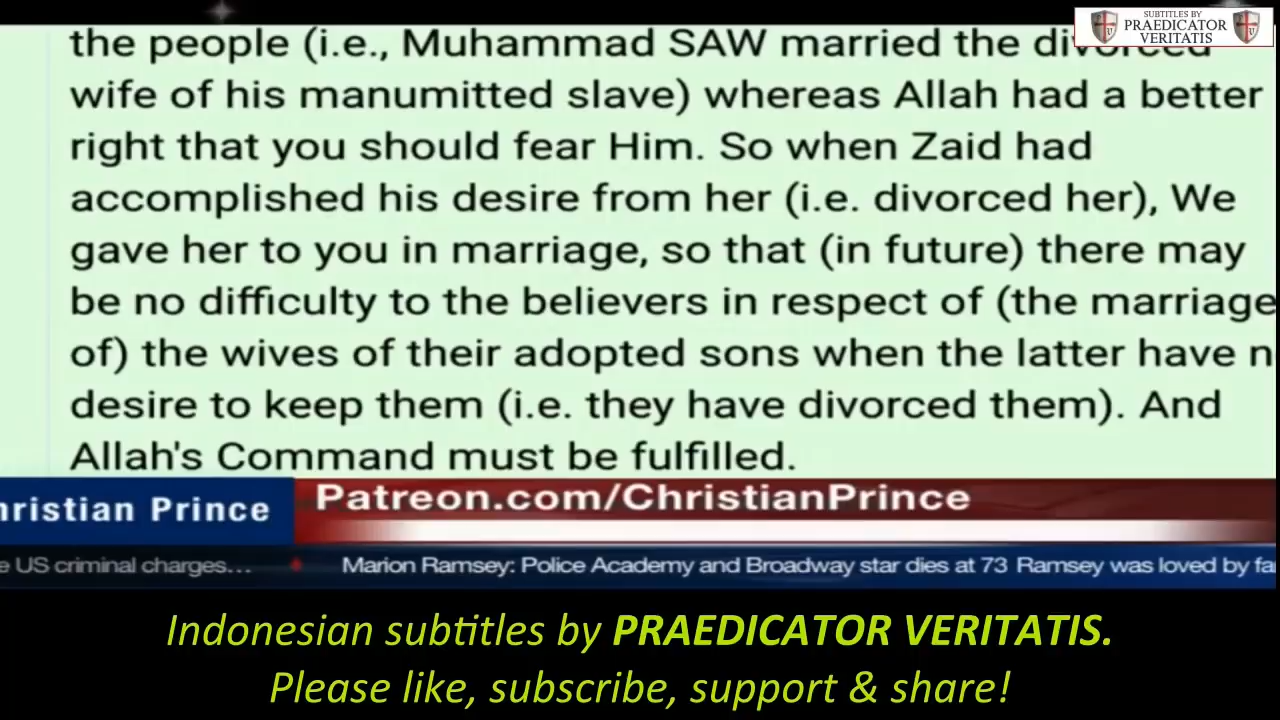 SUBTITLES BY
PRAEDICATOR
VERITATIS
the people (i.e., Muhammad SAW married the divorced
wife of his manumitted slave) whereas Allah had a better
right that you should fear Him. So when Zaid had
accomplished his desire from her (i.e. divorced her), We
gave her to you in marriage, so that (in future) there may
be no difficulty to the believers in respect of (the marriage
of) the wives of their adopted sons when the latter have n
desire to keep them (i.e. they have divorced them). And
Allah's Command must be fulfilled.
hristian Prince
Patreon.com/ChristianPrince
e US criminal charges...
Marion Ramsey: Police Academy and Broadway star dies at 73 Ramsey was loved by fa
Indonesian subtitles by PRAEDICATOR VERITATIS.
Please like, subscribe, support & share!